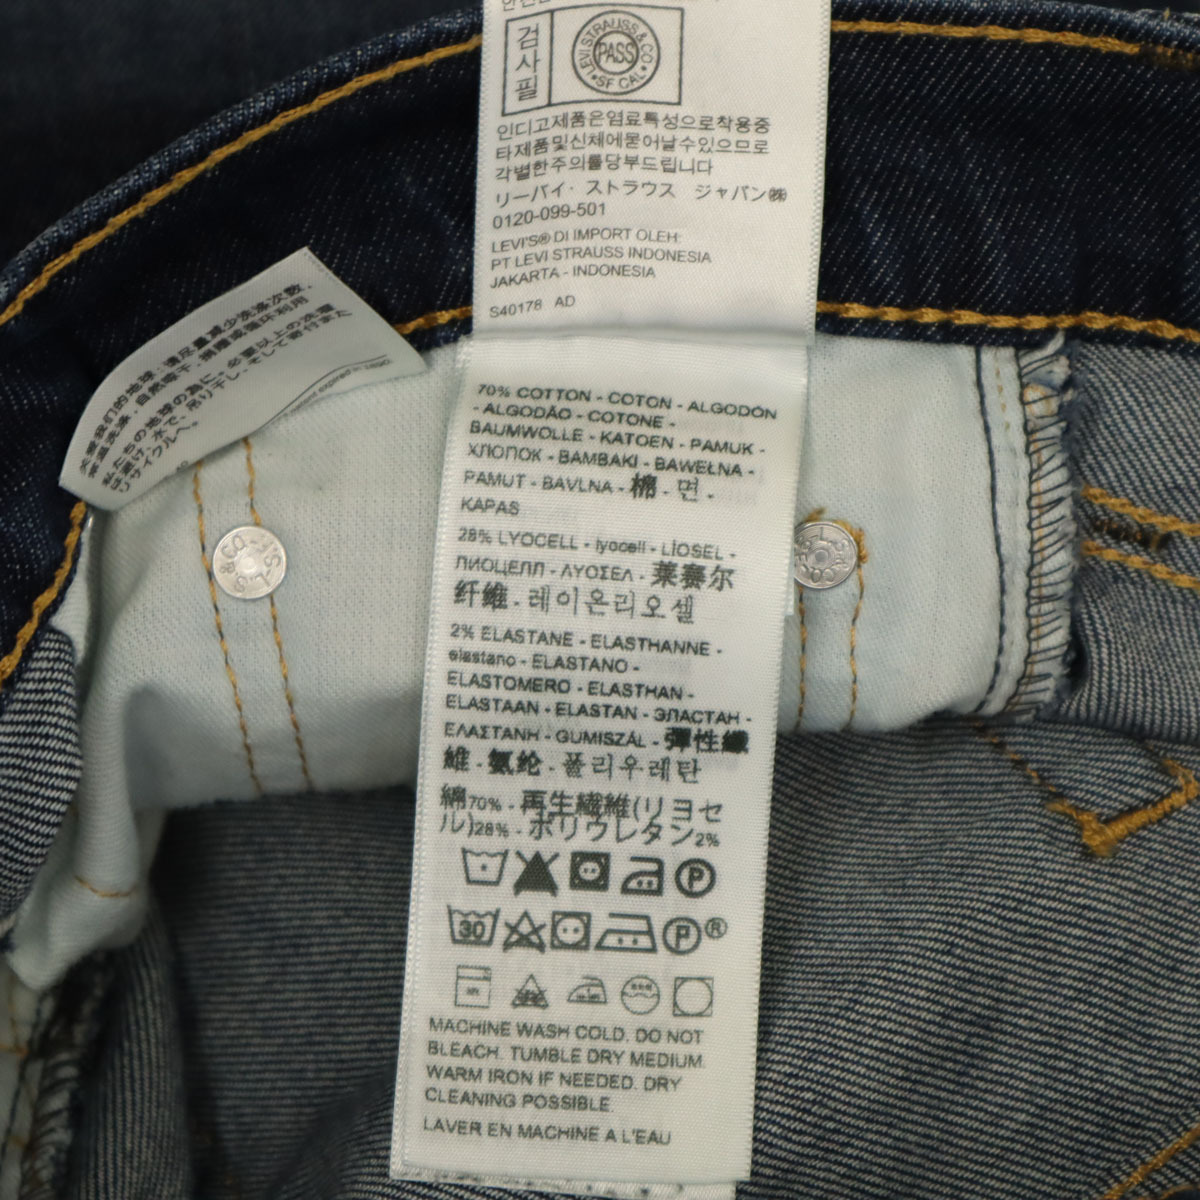 검사필
LEVI STRAUSS & CO
PASS
SF CAL
인디고제품은염료특성으로착용중
타제품및신체에묻어날수있으므로
각별한주의를당부드립니다
リーバイ・ストラウス ジャパン㈱
0120-099-501
LEVI'S® DI IMPORT OLEH:
PT LEVI STRAUSS INDONESIA
JAKARTA - INDONESIA
S40178 AD
70% COTTON - COTON - ALGODÓN
- ALGODÃO - COTONE -
BAUMWOLLE - KATOEN - PAMUK -
ХЛОПОК - BAMBAKI - BAWEŁNA -
PAMUT - BAVLNA - 棉 - 면 -
KAPAS
28% LYOCELL - lyocell - LİOSEL -
ЛИОЦЕЛЛ - ΛΥΟΣΕΛ - 莱赛尔
纤维 - 레이온리오셀
2% ELASTANE - ELASTHANNE -
elastano - ELASTANO -
ELASTOMERO - ELASTHAN -
ELASTAAN - ELASTAN - ЭЛАСТАН -
ΕΛΑΣΤΑΝΗ - GUMISZÁL - 彈性纖
維 - 氨纶 - 폴리우레탄
綿70% - 再生繊維(リヨセ
ル)28% - ポリウレタン2%
P
30 P ®
MACHINE WASH COLD. DO NOT
BLEACH. TUMBLE DRY MEDIUM.
WARM IRON IF NEEDED. DRY
CLEANING POSSIBLE.
LAVER EN MACHINE A L'EAU